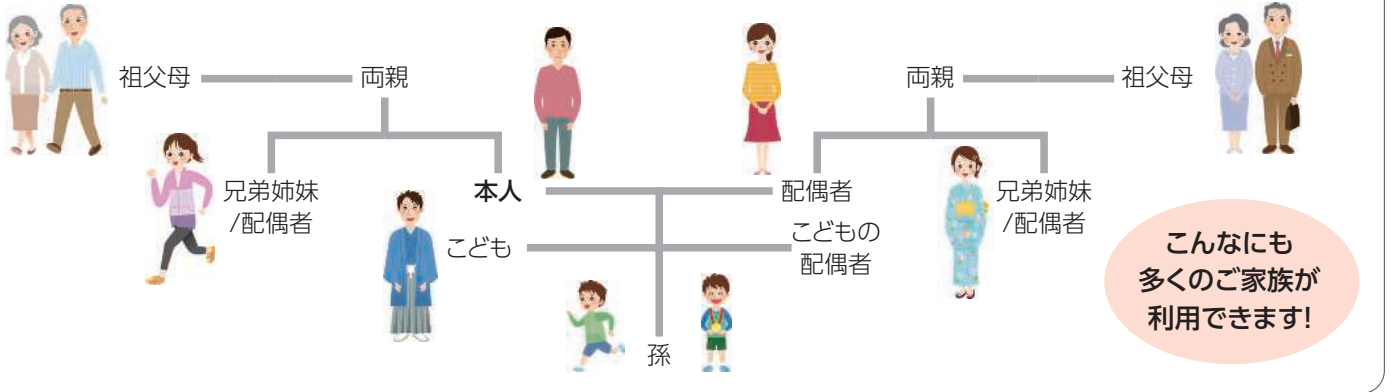 祖父母
両親
両親
祖父母
兄弟姉妹
/配偶者
本人
配偶者
兄弟姉妹
/配偶者
こども
こどもの
配偶者
孫
こんなにも
多くのご家族が
利用できます!